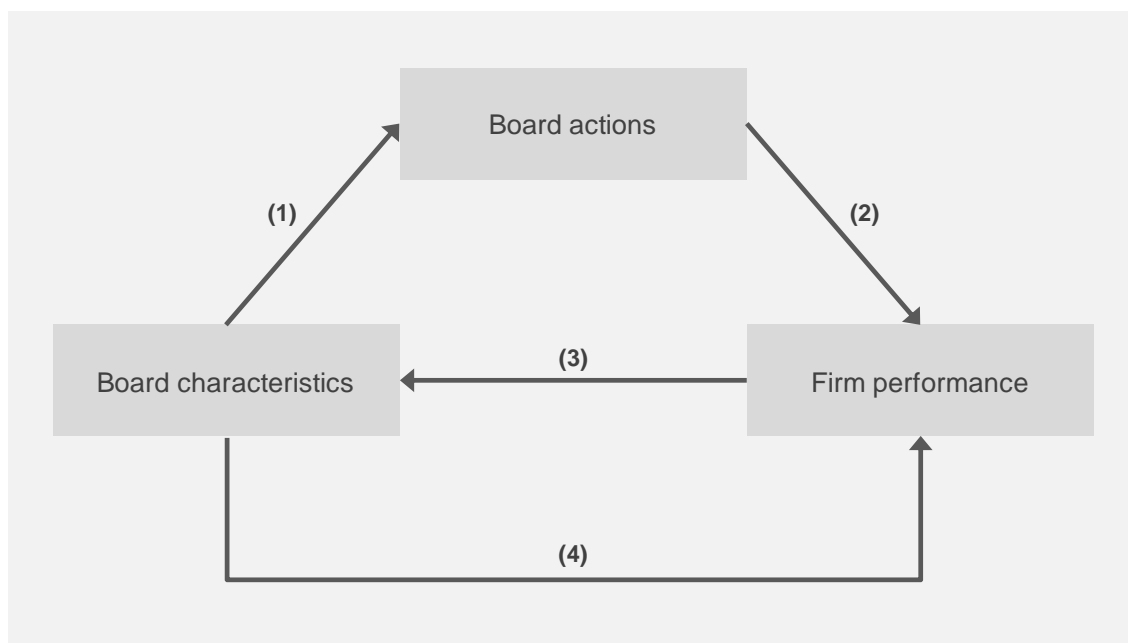 Board actions
(1)
(2)
(3)
Board characteristics
Firm performance
(4)